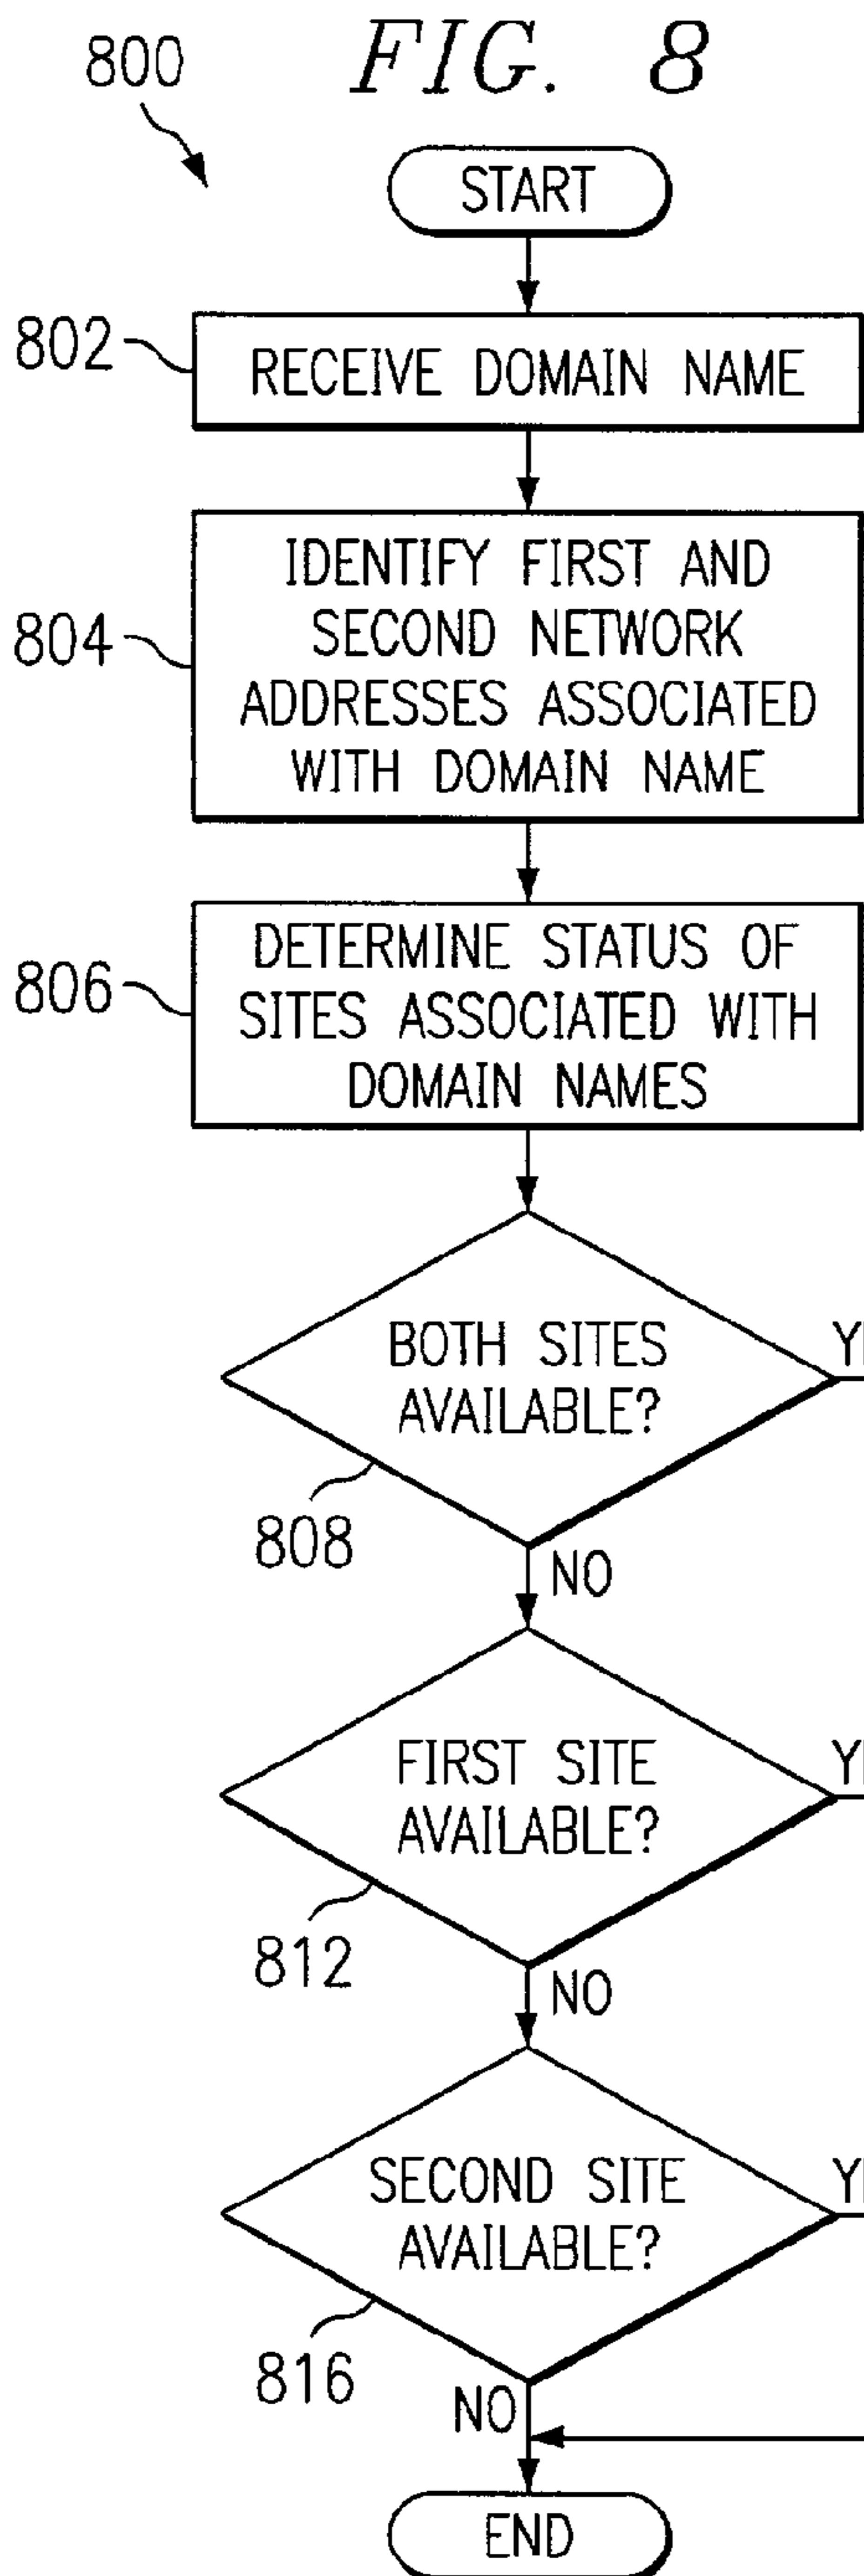 FIG. 8
800
START
802
RECEIVE DOMAIN NAME
804
IDENTIFY FIRST AND
SECOND NETWORK
ADDRESSES ASSOCIATED
WITH DOMAIN NAME
806
DETERMINE STATUS OF
SITES ASSOCIATED WITH
DOMAIN NAMES
BOTH SITES
AVAILABLE?
808
NO
FIRST SITE
AVAILABLE?
812
NO
SECOND SITE
AVAILABLE?
816
NO
END